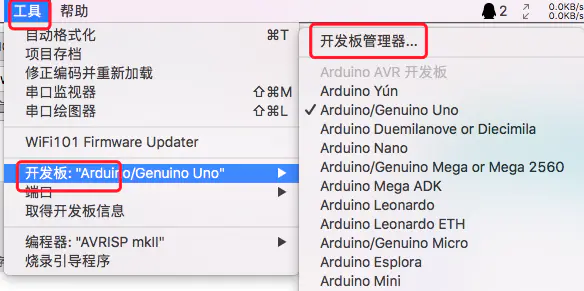 工具 帮助 2 0.0KB/s
0.0KB/s
自动格式化 ⌘T
项目存档
修正编码并重新加载
串口监视器 ⇧⌘M
串口绘图器 ⇧⌘L
WiFi101 Firmware Updater
开发板: "Arduino/Genuino Uno"
端口
取得开发板信息
编程器: "AVRISP mkII"
烧录引导程序
开发板管理器...
Arduino AVR 开发板
Arduino Yún
✓ Arduino/Genuino Uno
Arduino Duemilanove or Diecimila
Arduino Nano
Arduino/Genuino Mega or Mega 2560
Arduino Mega ADK
Arduino Leonardo
Arduino Leonardo ETH
Arduino/Genuino Micro
Arduino Esplora
Arduino Mini